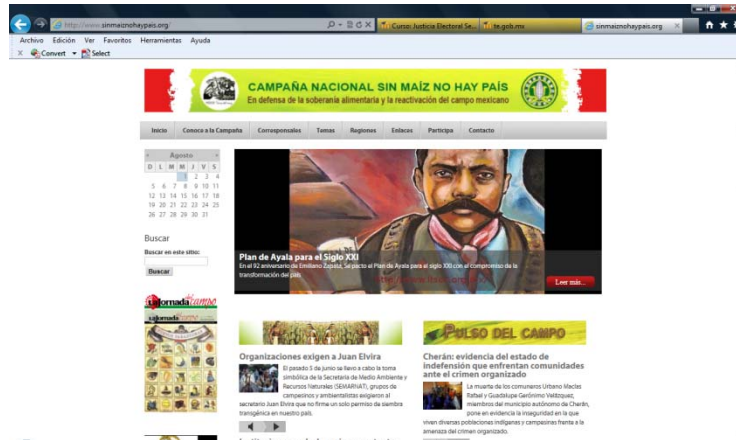 http://www.sinmaiznohaypais.org/
Curso: Justicia Electoral Se...
te.gob.mx
sinmaiznohaypais.org
Archivo Edición Ver Favoritos Herramientas Ayuda
X Convert Select
CAMPAÑA NACIONAL SIN MAÍZ NO HAY PAÍS
En defensa de la soberanía alimentaria y la reactivación del campo mexicano
Inicio Conoce a la Campaña Corresponsales Temas Regiones Enlaces Participa Contacto
Agosto
D L M M J V S
1 2 3 4
5 6 7 8 9 10 11
12 13 14 15 16 17 18
19 20 21 22 23 24 25
26 27 28 29 30 31
Buscar
Buscar en este sitio:
Buscar
Plan de Ayala para el Siglo XXI
En el 92 aniversario de Emiliano Zapata, se pacto el Plan de Ayala para el siglo XXI con el compromiso de la
transformación del país
Leer más...
La Jornada del campo
PULSO DEL CAMPO
Organizaciones exigen a Juan Elvira
El pasado 3 de junio se llevo a cabo la toma
simbólica de la Secretaria de Medio Ambiente y
Recursos Naturales (SEMARNAT), grupos de
campesinos y ambientalistas exigieron al
secretario Juan Elvira que no firme un solo permiso de siembra
transgénica en nuestro país.
Cherán: evidencia del estado de
indefensión que enfrentan comunidades
ante el crimen organizado
La muerte de los comuneros Urbano Macías
Rafael y Guadalupe Gerónimo Velázquez,
miembros del municipio autónomo de Cherán,
pone en evidencia la inseguridad en la que
viven diversas poblaciones indígenas y campesinas frente a la
amenaza del crimen organizado.